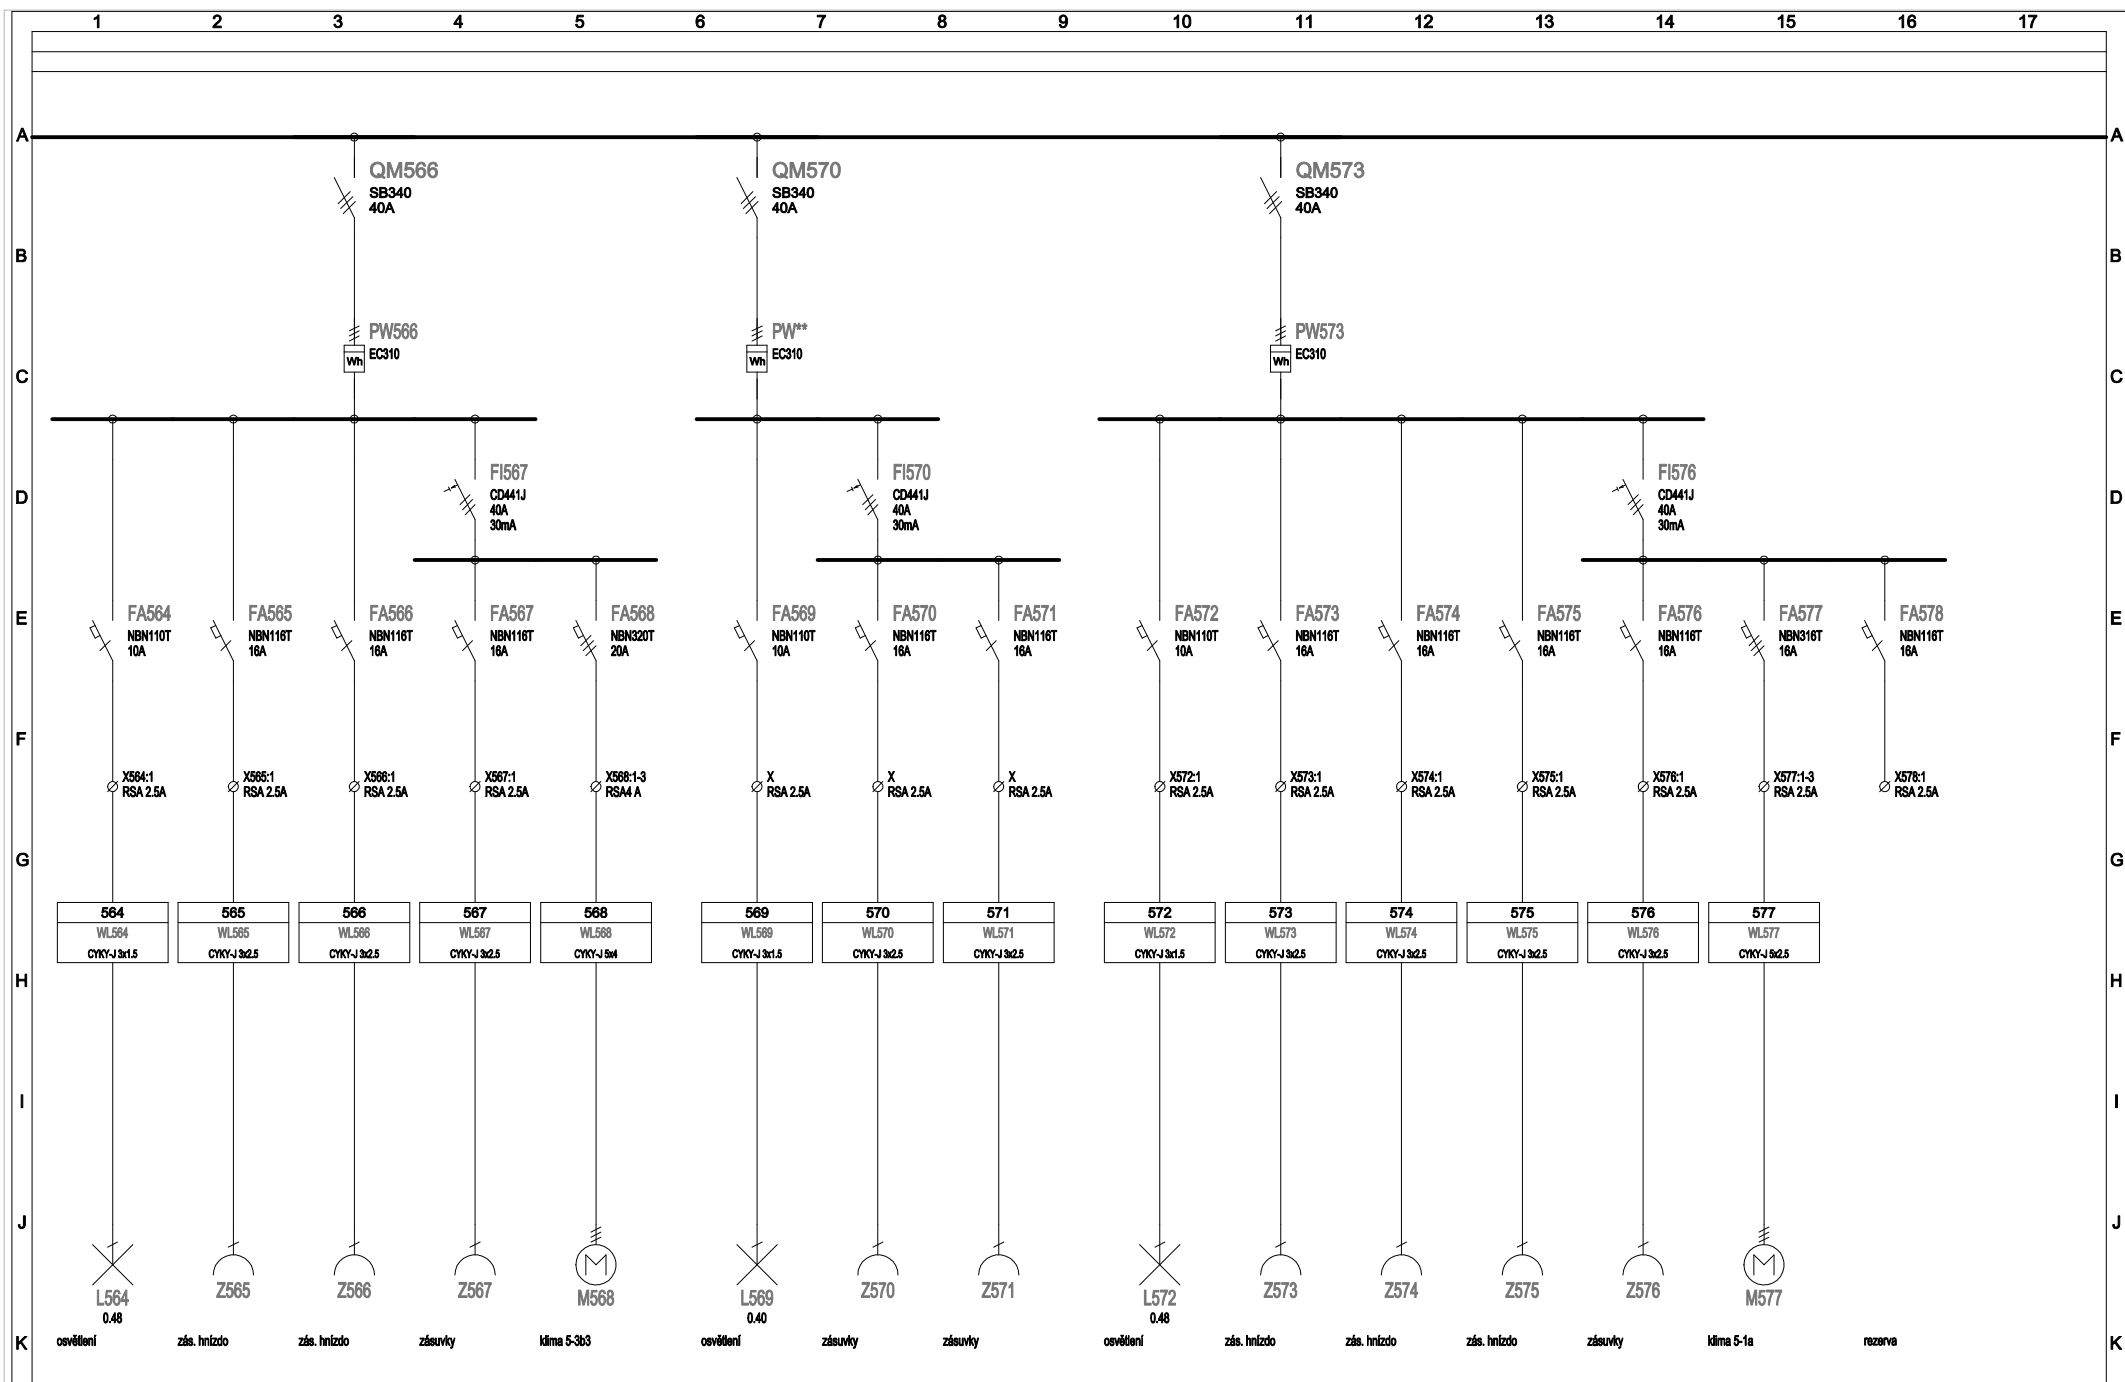 1 2 3 4 5 6 7 8 9 10 11 12 13 14 15 16 17
A A
QM566 QM570 QM573
SB340 SB340 SB340
40A 40A 40A
B B
PW566 PW** PW573
EC310 EC310 EC310
Wh Wh Wh
C C
FI567 FI570 FI576
CD441J CD441J CD441J
D D
40A 40A 40A
30mA 30mA 30mA
FA564 FA565 FA566 FA567 FA568 FA569 FA570 FA571 FA572 FA573 FA574 FA575 FA576 FA577 FA578
E E
NBN110T NBN116T NBN116T NBN116T NBN320T NBN110T NBN116T NBN116T NBN110T NBN116T NBN116T NBN116T NBN116T NBN316T NBN116T
10A 16A 16A 16A 20A 10A 16A 16A 10A 16A 16A 16A 16A 16A 16A
F F
X564:1 X565:1 X566:1 X567:1 X568:1-3 X X X X572:1 X573:1 X574:1 X575:1 X576:1 X577:1-3 X578:1
RSA 2.5A RSA 2.5A RSA 2.5A RSA 2.5A RSA4 A RSA 2.5A RSA 2.5A RSA 2.5A RSA 2.5A RSA 2.5A RSA 2.5A RSA 2.5A RSA 2.5A RSA 2.5A RSA 2.5A
G G
564 565 566 567 568 569 570 571 572 573 574 575 576 577
WL564 WL565 WL566 WL567 WL568 WL569 WL570 WL571 WL572 WL573 WL574 WL575 WL576 WL577
CYKY-J 3x1.5 CYKY-J 3x2.5 CYKY-J 3x2.5 CYKY-J 3x2.5 CYKY-J 5x4 CYKY-J 3x1.5 CYKY-J 3x2.5 CYKY-J 3x2.5 CYKY-J 3x1.5 CYKY-J 3x2.5 CYKY-J 3x2.5 CYKY-J 3x2.5 CYKY-J 3x2.5 CYKY-J 5x2.5
H H
I I
J J
M M
L564 Z565 Z566 Z567 M568 L569 Z570 Z571 L572 Z573 Z574 Z575 Z576 M577
0.48 0.40 0.48
K osvětlení zás. hnízdo zás. hnízdo zásuvky klima 5-3b3 osvětlení zásuvky zásuvky osvětlení zás. hnízdo zás. hnízdo zás. hnízdo zásuvky klima 5-1a rezerva K